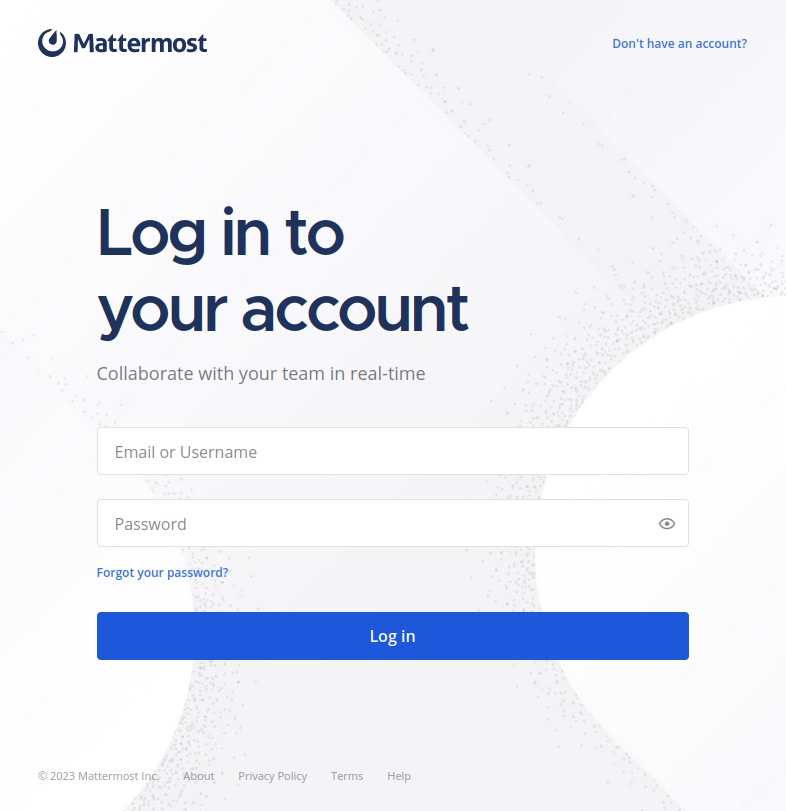 Mattermost
Don't have an account?
Log in to
your account
Collaborate with your team in real-time
Email or Username
Password
Forgot your password?
Log in
© 2023 Mattermost Inc. About Privacy Policy Terms Help